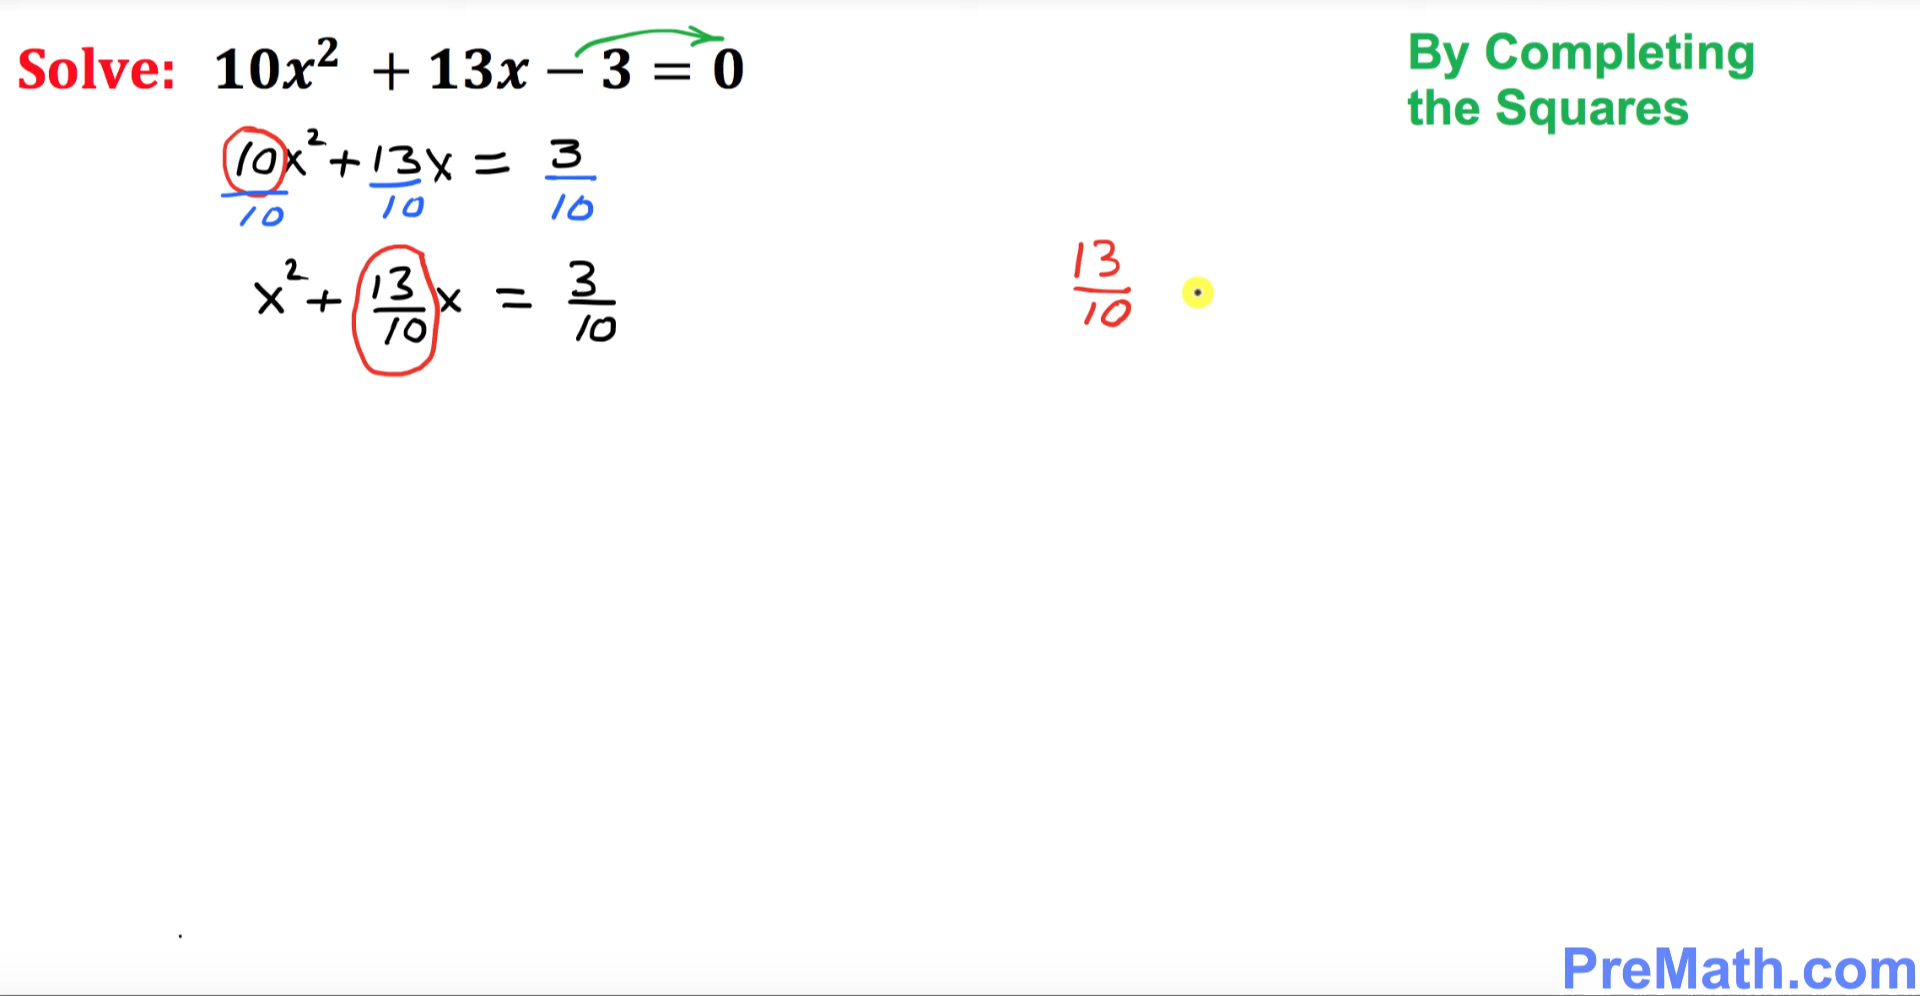 Solve: 10x² + 13x − 3 = 0
By Completing
the Squares
10x²/10 + 13x/10 = 3/10
x² + 13/10 x = 3/10
13/10
PreMath.com